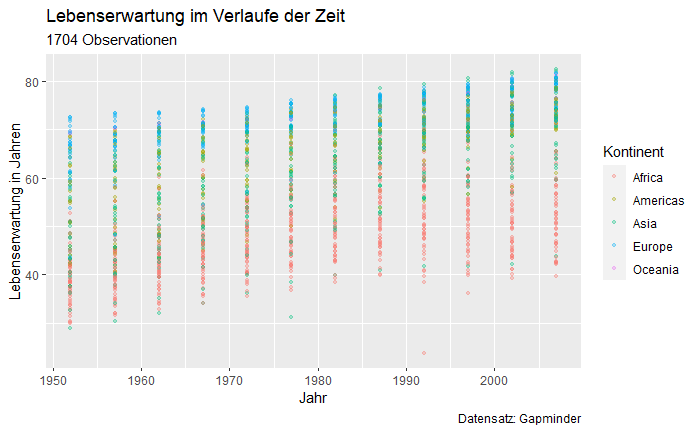 Lebenserwartung im Verlaufe der Zeit
1704 Observationen
Lebenserwartung in Jahren
80
60
40
1950 1960 1970 1980 1990 2000
Jahr
Kontinent
Africa
Americas
Asia
Europe
Oceania
Datensatz: Gapminder